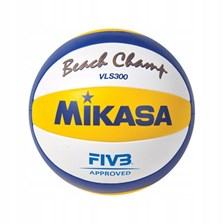 Beach Champ
VLS300
MIKASA
FIVB
APPROVED